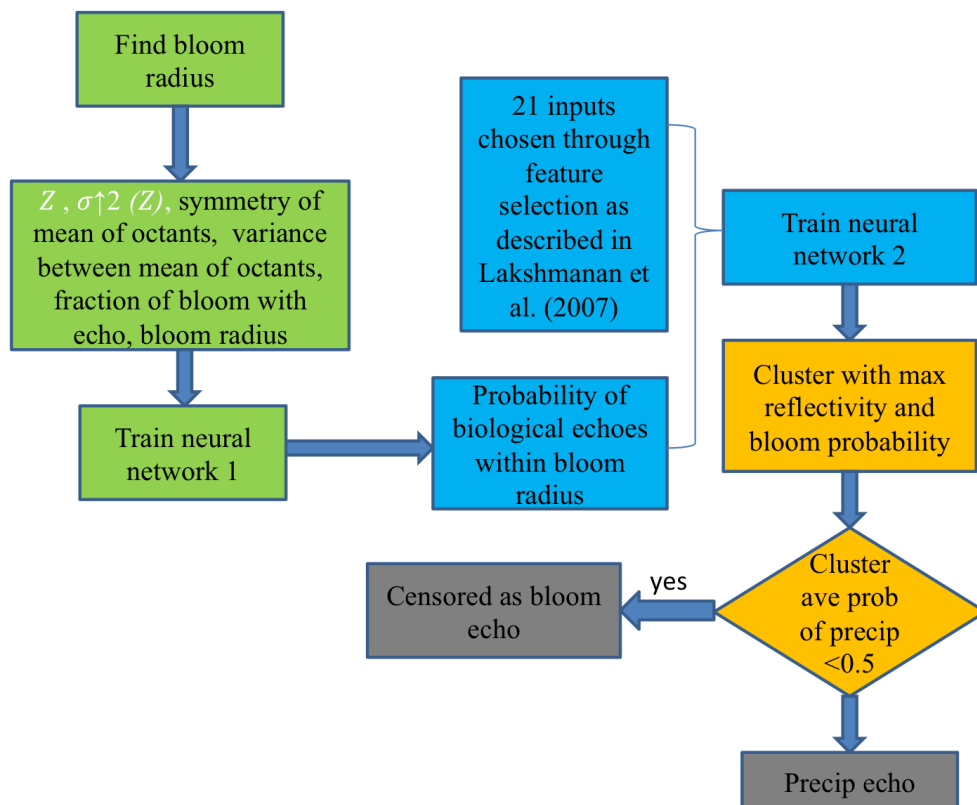 Find bloom
radius
Z , σ↑2 (Z), symmetry of
mean of octants, variance
between mean of octants,
fraction of bloom with
echo, bloom radius
Train neural
network 1
21 inputs
chosen through
feature
selection as
described in
Lakshmanan et
al. (2007)
Probability of
biological echoes
within bloom
radius
Train neural
network 2
Cluster with max
reflectivity and
bloom probability
Cluster
ave prob
of precip
<0.5
yes
Censored as bloom
echo
Precip echo